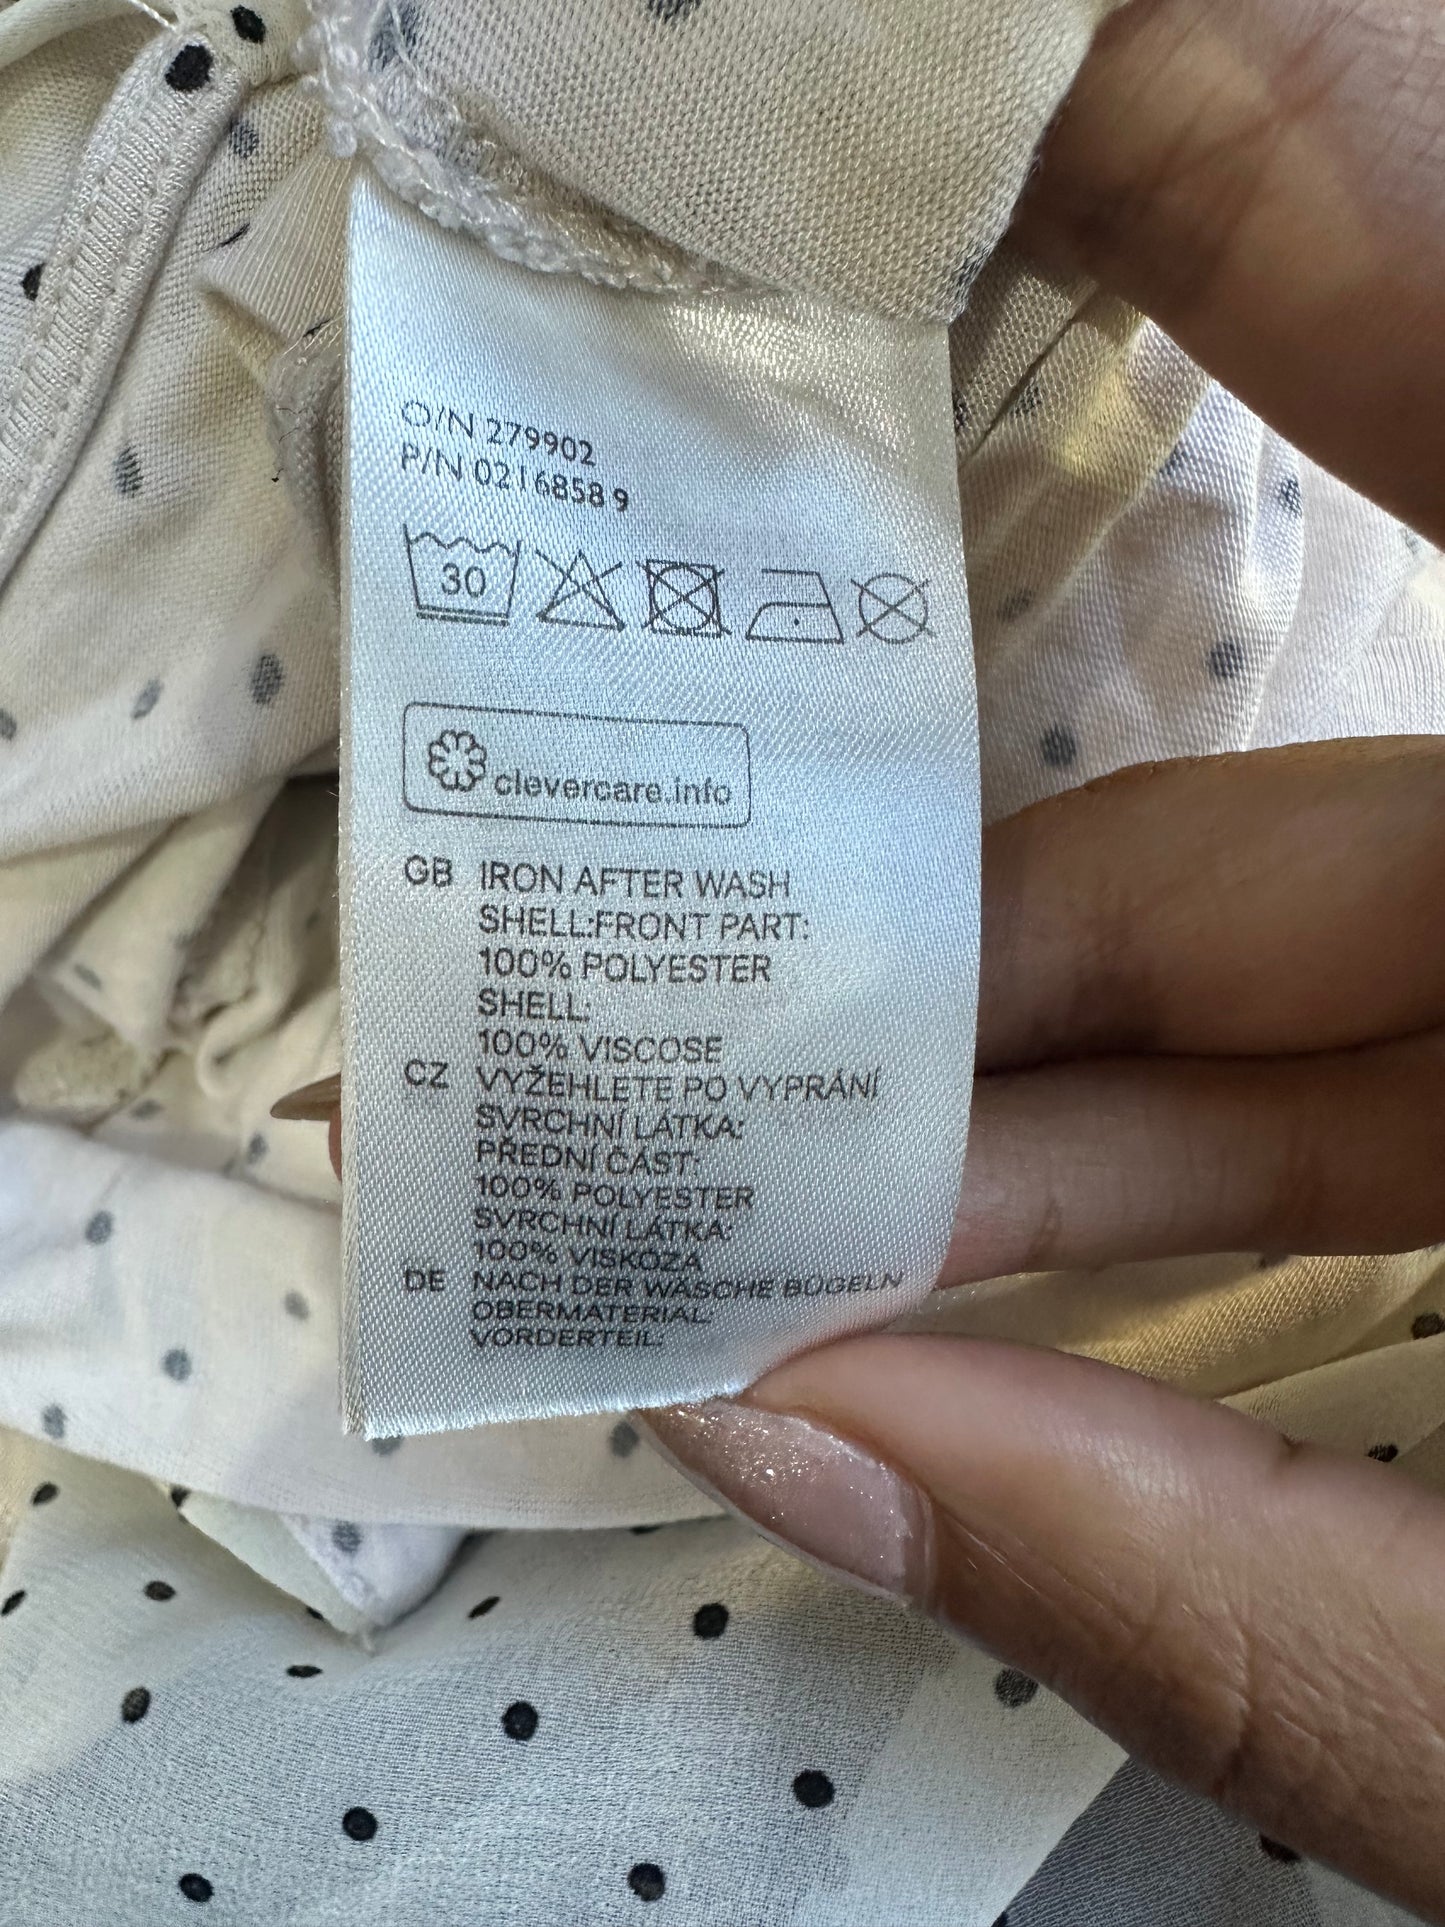 O/N 279902
P/N 0216858 9
30
clevercare.info
GB IRON AFTER WASH
SHELL:FRONT PART:
100% POLYESTER
SHELL:
100% VISCOSE
CZ VYŽEHLETE PO VYPRÁNÍ
SVRCHNÍ LÁTKA:
PŘEDNÍ ČÁST:
100% POLYESTER
SVRCHNÍ LÁTKA:
100% VISKÓZA
DE NACH DER WÄSCHE BÜGELN
OBERMATERIAL:
VORDERTEIL: